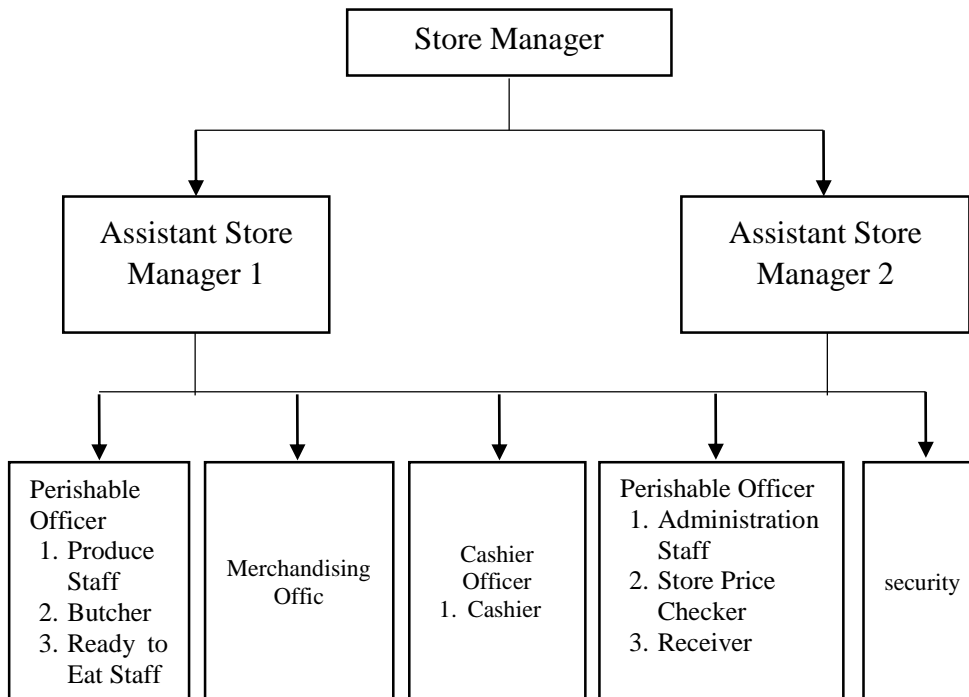 Store Manager
Assistant Store
Manager 1
Assistant Store
Manager 2
Perishable
Officer
1. Produce
Staff
2. Butcher
3. Ready to
Eat Staff
Merchandising
Offic
Cashier
Officer
1. Cashier
Perishable Officer
1. Administration
Staff
2. Store Price
Checker
3. Receiver
security